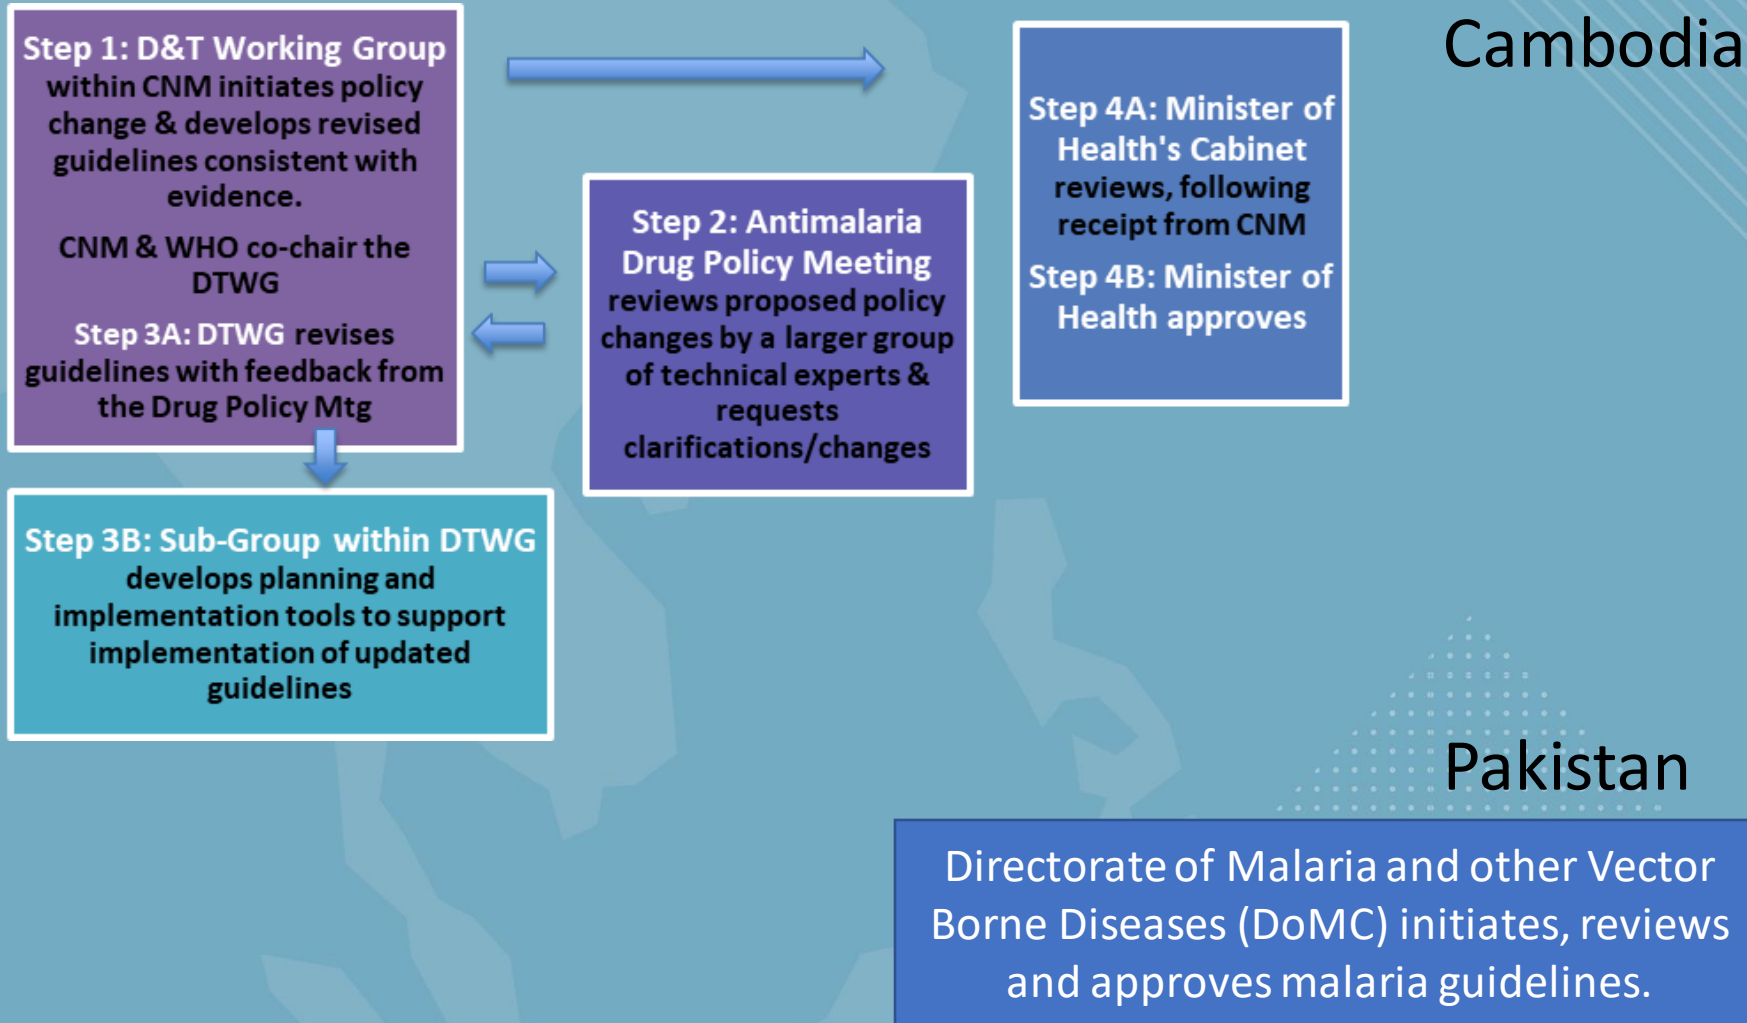 Cambodia
Step 1: D&T Working Group
within CNM initiates policy
change & develops revised
guidelines consistent with
evidence.
CNM & WHO co-chair the
DTWG
Step 3A: DTWG revises
guidelines with feedback from
the Drug Policy Mtg
Step 2: Antimalaria
Drug Policy Meeting
reviews proposed policy
changes by a larger group
of technical experts &
requests
clarifications/changes
Step 4A: Minister of
Health's Cabinet
reviews, following
receipt from CNM
Step 4B: Minister of
Health approves
Step 3B: Sub-Group within DTWG
develops planning and
implementation tools to support
implementation of updated
guidelines
Pakistan
Directorate of Malaria and other Vector
Borne Diseases (DoMC) initiates, reviews
and approves malaria guidelines.